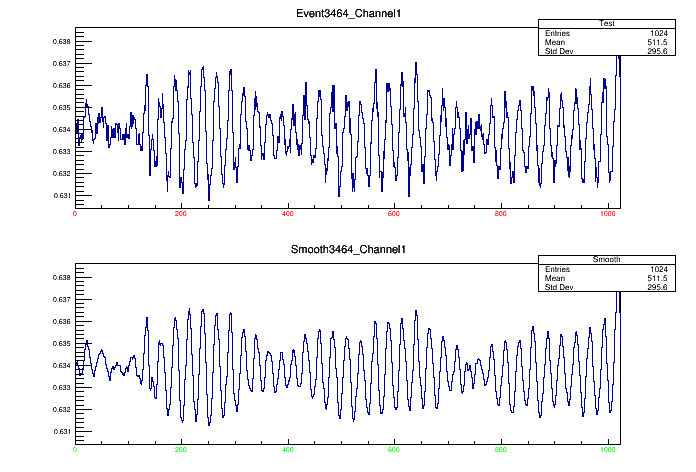 Event3464_Channel1
Test
Entries 1024
Mean 511.5
Std Dev 295.6
0.638
0.637
0.636
0.635
0.634
0.633
0.632
0.631
0 200 400 600 800 1000
Smooth3464_Channel1
Smooth
Entries 1024
Mean 511.5
Std Dev 295.6
0.638
0.637
0.636
0.635
0.634
0.633
0.632
0.631
0 200 400 600 800 1000